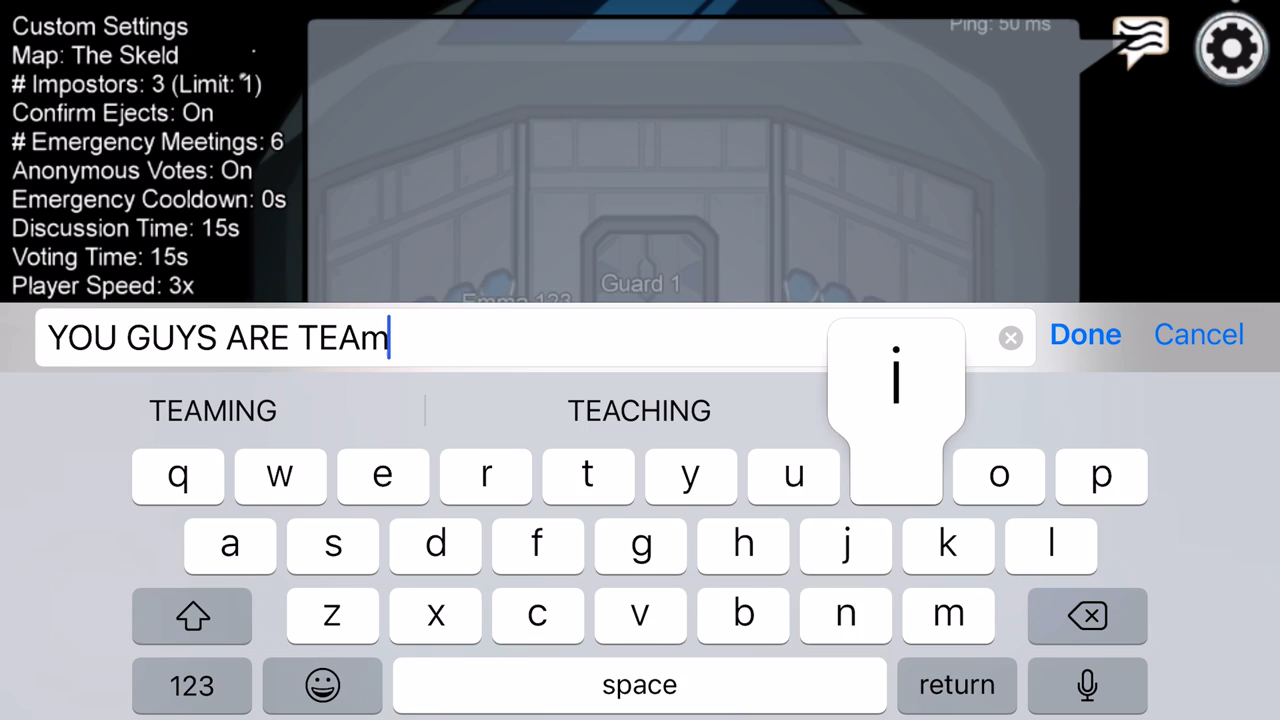 Custom Settings
Map: The Skeld
# Impostors: 3 (Limit: 1)
Confirm Ejects: On
# Emergency Meetings: 6
Anonymous Votes: On
Emergency Cooldown: 0s
Discussion Time: 15s
Voting Time: 15s
Player Speed: 3x
Ping: 50 ms
Guard 1
Emma 123
YOU GUYS ARE TEAm
Done
Cancel
TEAMING
TEACHING
i
q w e r t y u o p
a s d f g h j k l
z x c v b n m
123
space
return